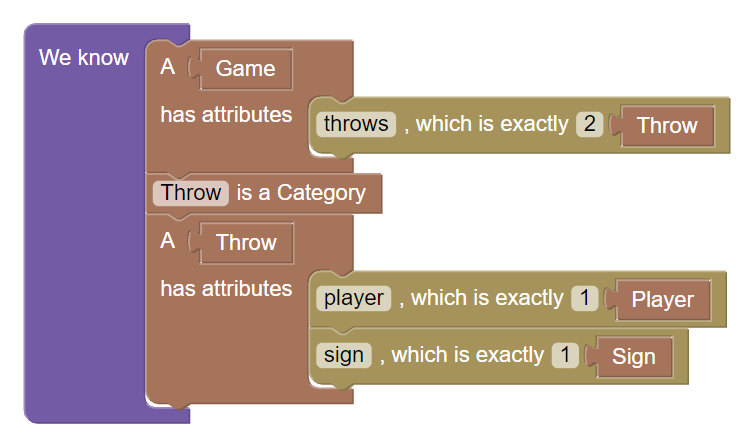 We know
A Game
has attributes
throws , which is exactly 2 Throw
Throw is a Category
A Throw
has attributes
player , which is exactly 1 Player
sign , which is exactly 1 Sign